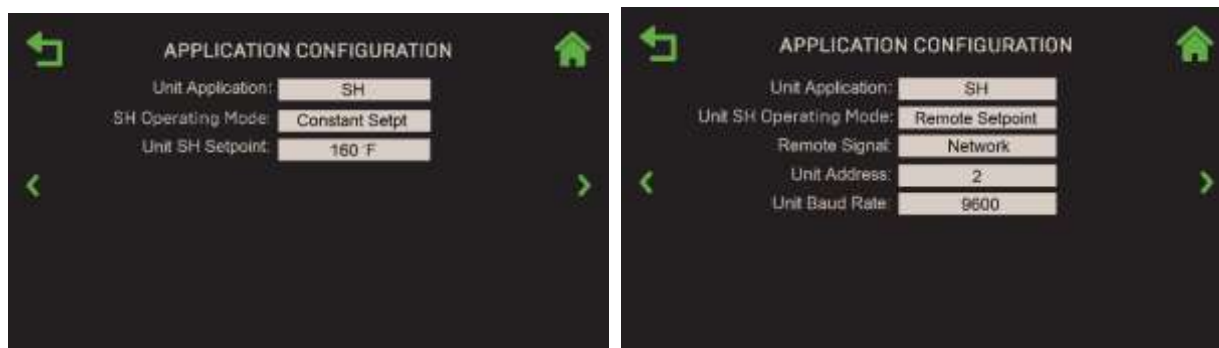 APPLICATION CONFIGURATION
Unit Application: SH
SH Operating Mode: Constant Setpt
Unit SH Setpoint: 160 °F
APPLICATION CONFIGURATION
Unit Application: SH
Unit SH Operating Mode: Remote Setpoint
Remote Signal: Network
Unit Address: 2
Unit Baud Rate: 9600